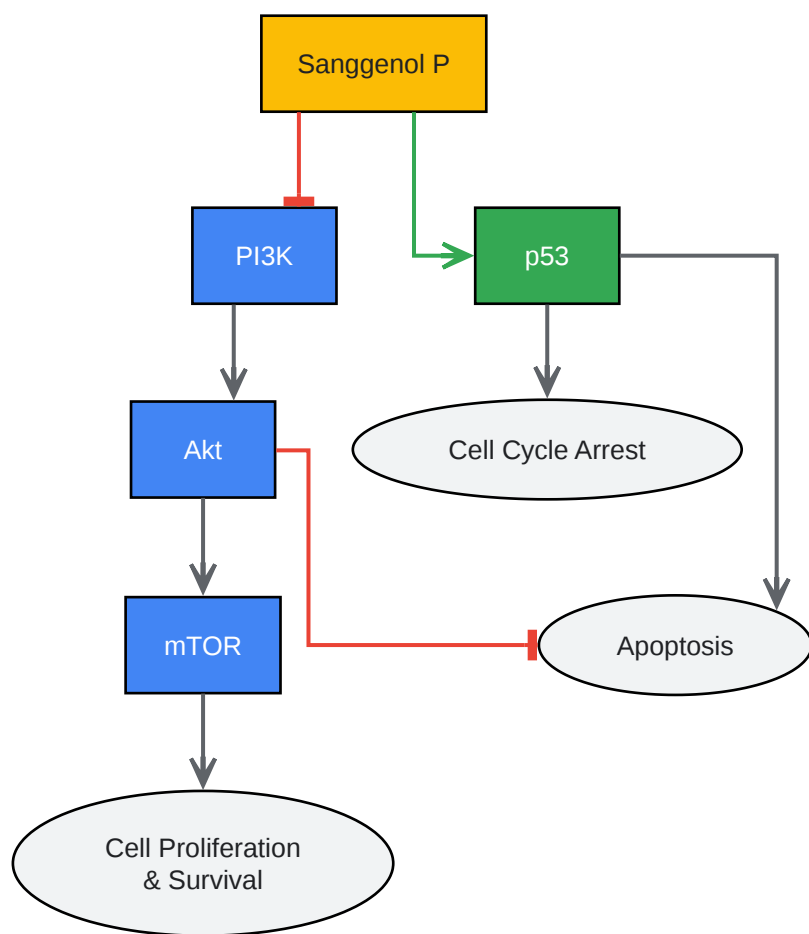 Sanggenol P
PI3K
p53
Akt
Cell Cycle Arrest
mTOR
Apoptosis
Cell Proliferation
& Survival